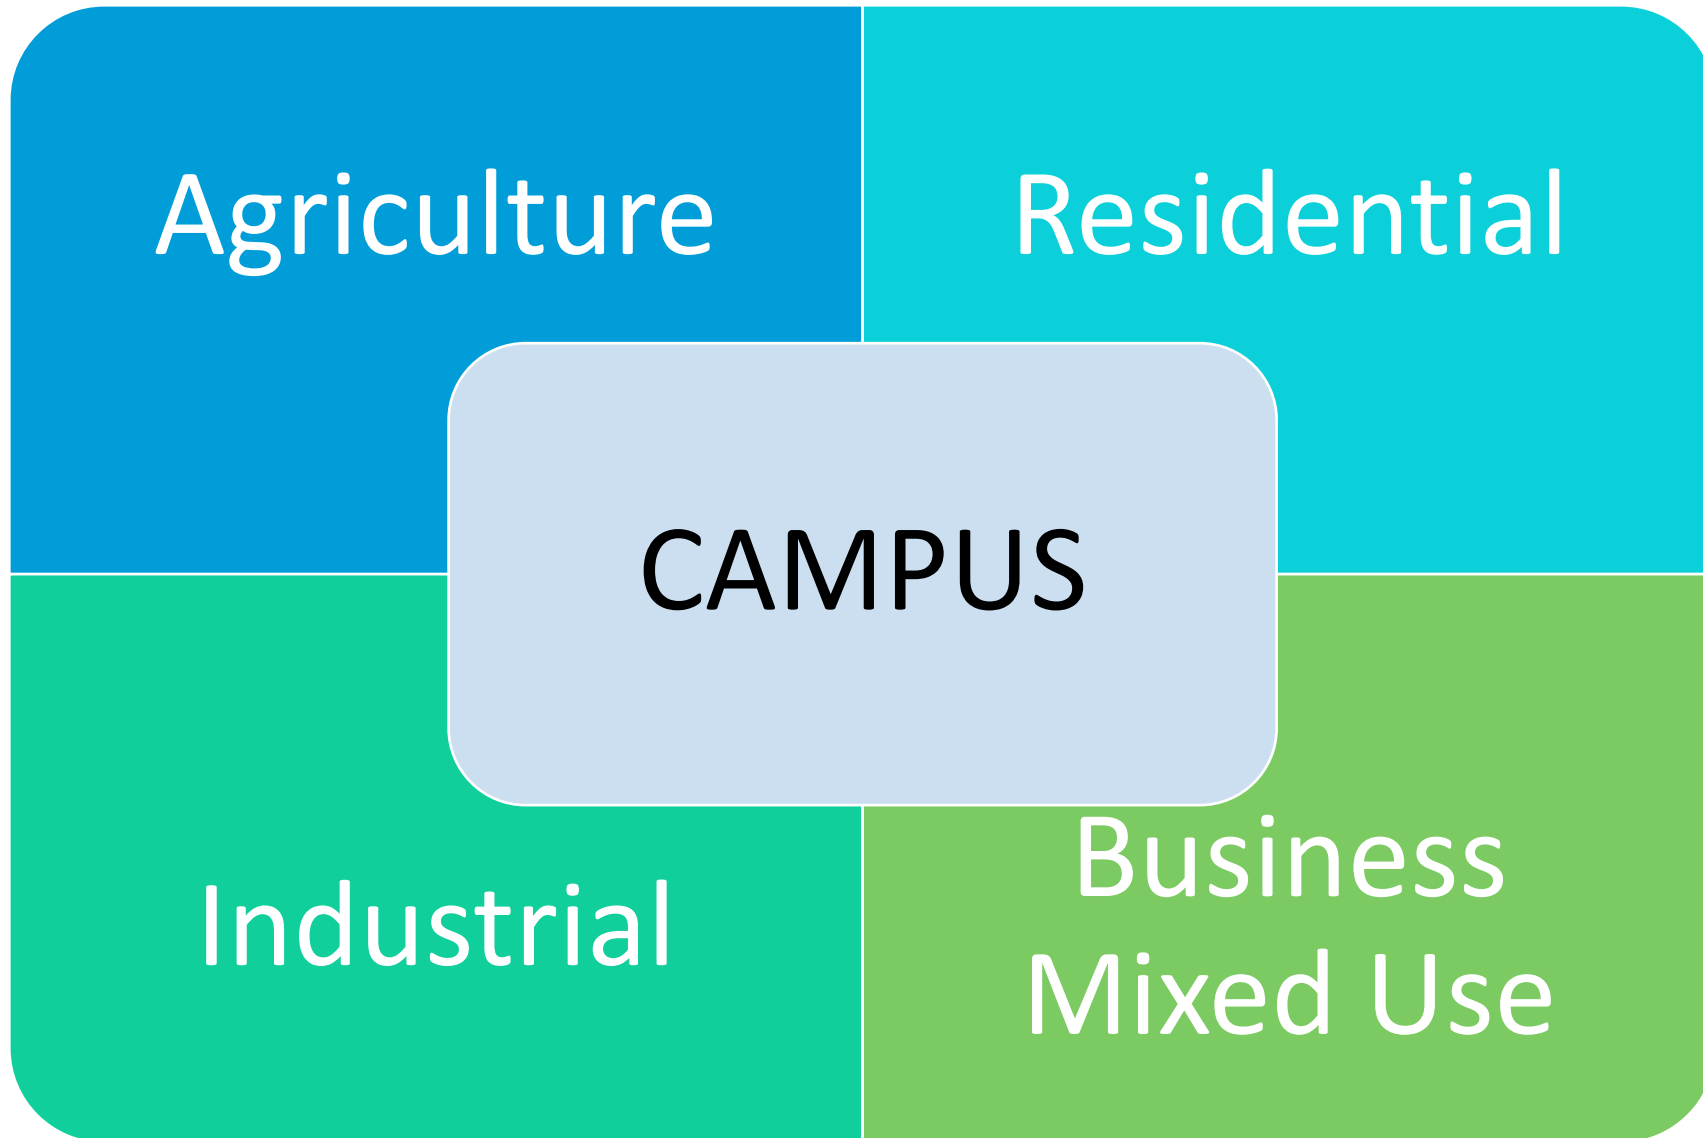 Agriculture
Residential
CAMPUS
Industrial
Business
Mixed Use